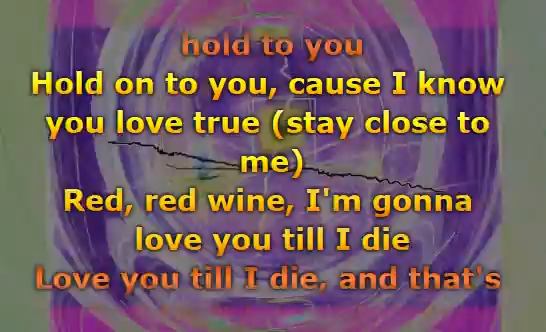 hold to you
Hold on to you, cause I know
you love true (stay close to
me)
Red, red wine, I'm gonna
love you till I die
Love you till I die, and that's